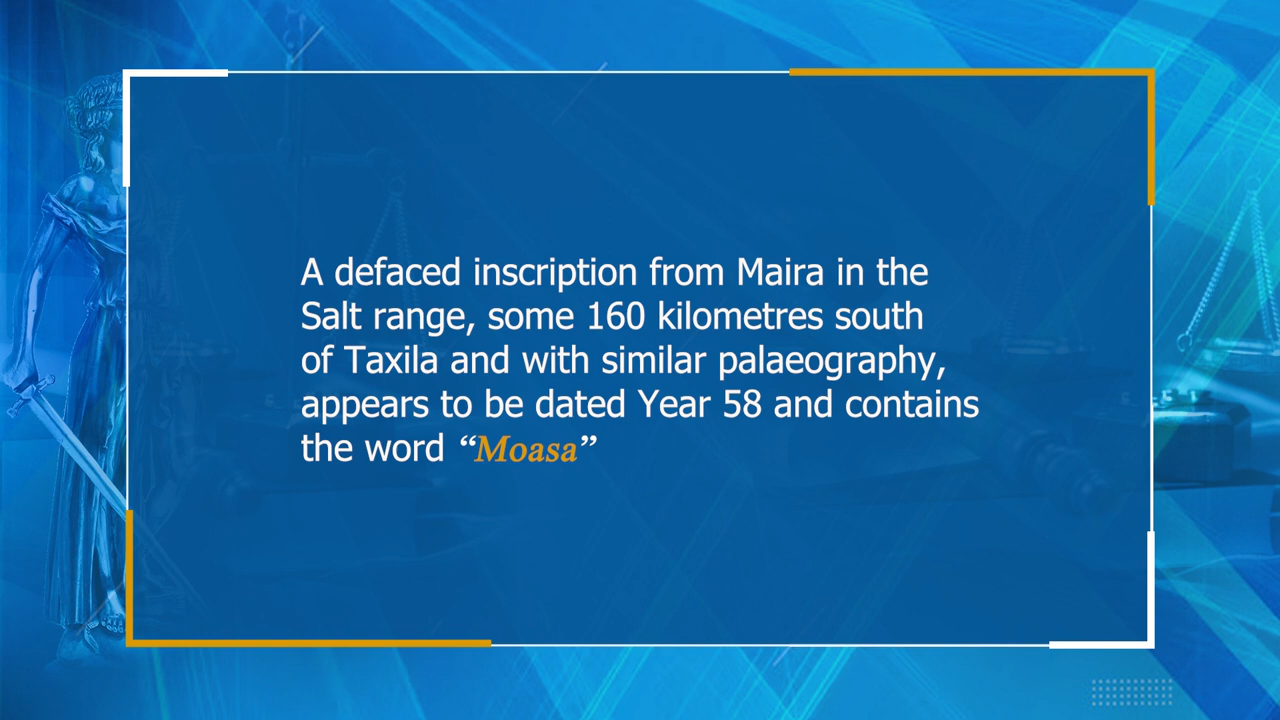 A defaced inscription from Maira in the
Salt range, some 160 kilometres south
of Taxila and with similar palaeography,
appears to be dated Year 58 and contains
the word “Moasa”